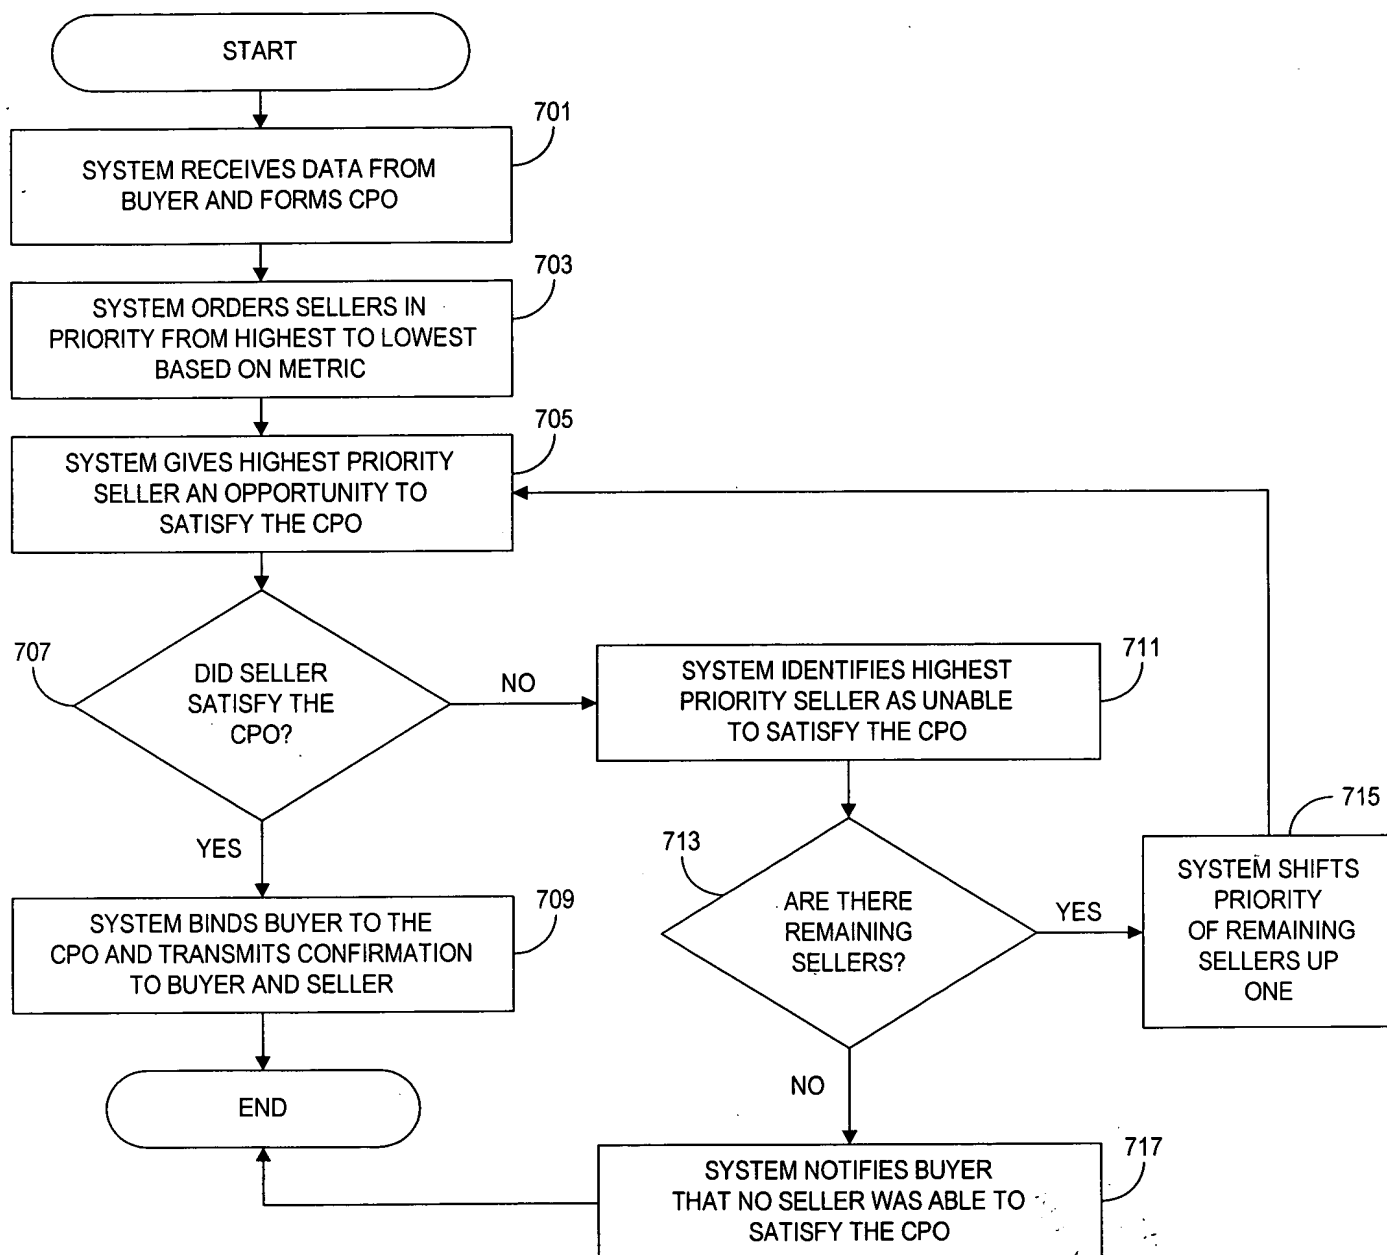 START
701
SYSTEM RECEIVES DATA FROM
BUYER AND FORMS CPO
703
SYSTEM ORDERS SELLERS IN
PRIORITY FROM HIGHEST TO LOWEST
BASED ON METRIC
705
SYSTEM GIVES HIGHEST PRIORITY
SELLER AN OPPORTUNITY TO
SATISFY THE CPO
707
DID SELLER
SATISFY THE
CPO?
NO
YES
711
SYSTEM IDENTIFIES HIGHEST
PRIORITY SELLER AS UNABLE
TO SATISFY THE CPO
709
SYSTEM BINDS BUYER TO THE
CPO AND TRANSMITS CONFIRMATION
TO BUYER AND SELLER
713
ARE THERE
REMAINING
SELLERS?
YES
NO
715
SYSTEM SHIFTS
PRIORITY
OF REMAINING
SELLERS UP
ONE
END
717
SYSTEM NOTIFIES BUYER
THAT NO SELLER WAS ABLE TO
SATISFY THE CPO